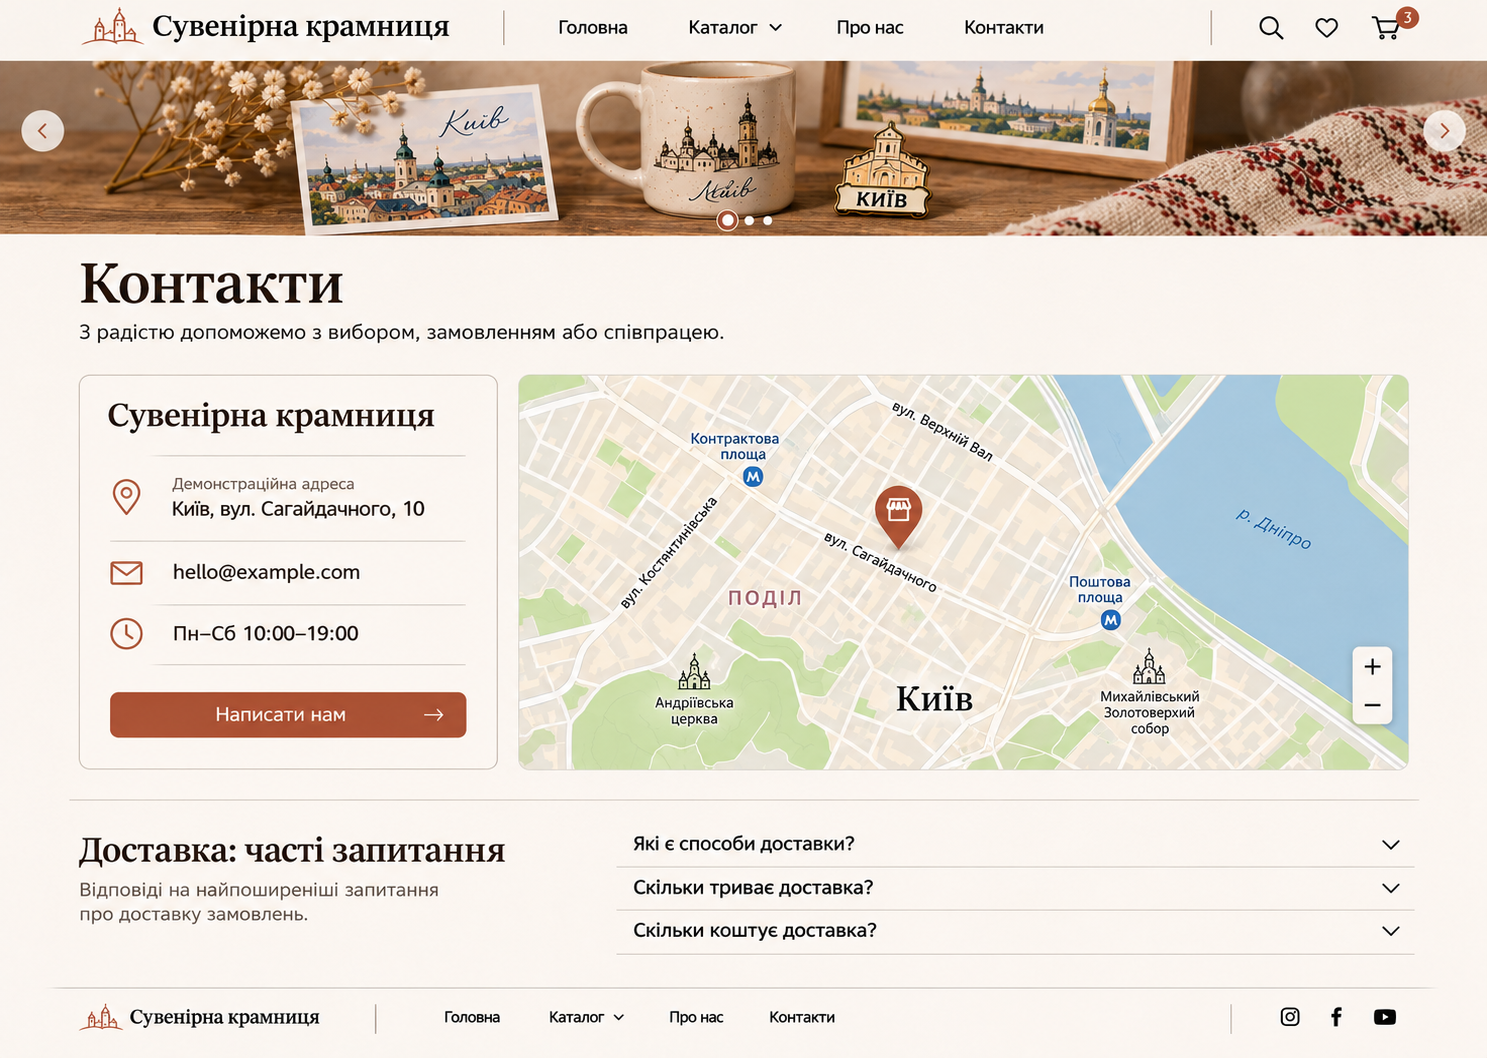 Сувенірна крамниця
Головна
Каталог
Про нас
Контакти
3
Київ
Київ
КИЇВ
Контакти
З радістю допоможемо з вибором, замовленням або співпрацею.
Сувенірна крамниця
Демонстраційна адреса
Київ, вул. Сагайдачного, 10
hello@example.com
Пн–Сб 10:00–19:00
Написати нам
вул. Верхній Вал
Контрактова
площа
М
р. Дніпро
вул. Костянтинівська
вул. Сагайдачного
Поштова
площа
М
ПОДІЛ
Андріївська
церква
Київ
Михайлівський
Золотоверхий
собор
+
−
Доставка: часті запитання
Відповіді на найпоширеніші запитання
про доставку замовлень.
Які є способи доставки?
Скільки триває доставка?
Скільки коштує доставка?
Сувенірна крамниця
Головна
Каталог
Про нас
Контакти